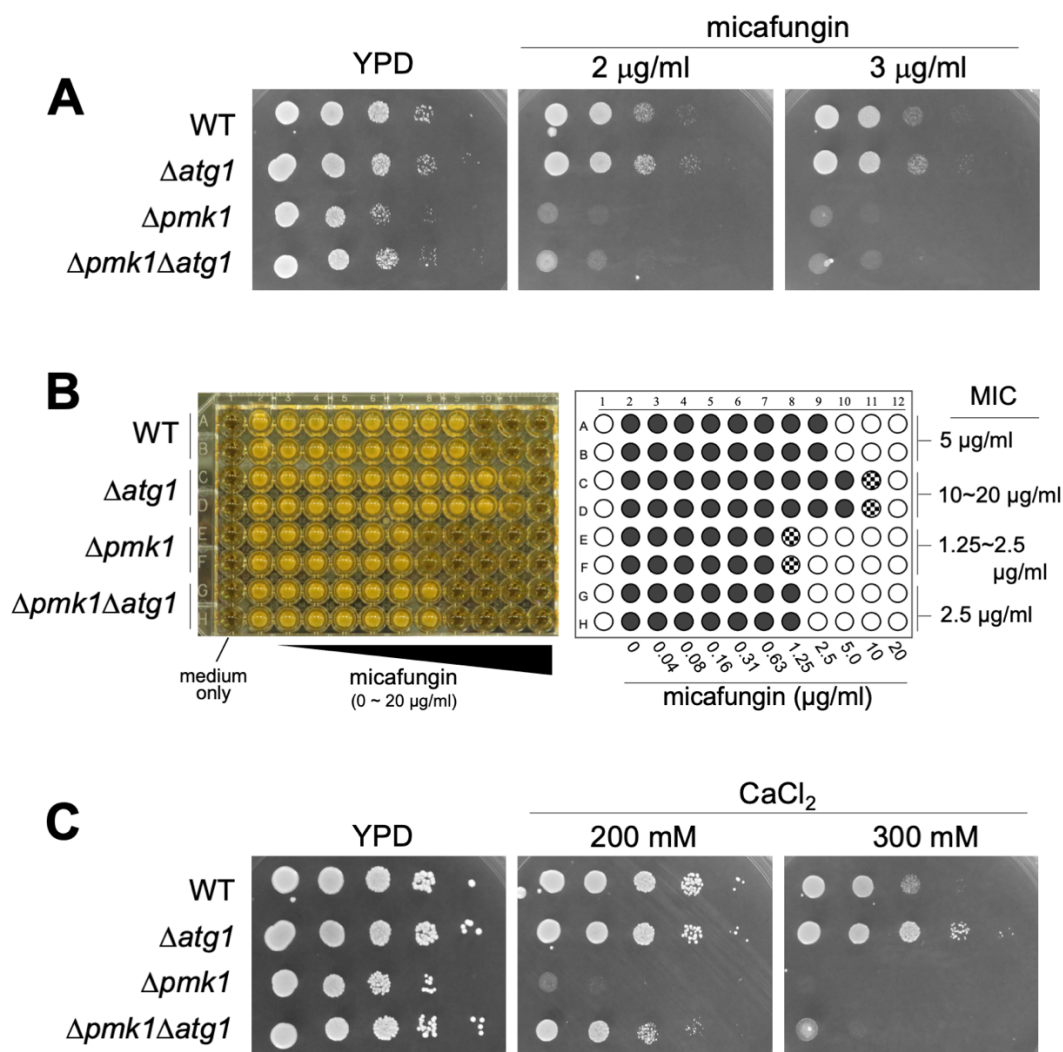 A
micafungin
YPD
2 µg/ml
3 µg/ml
WT
Δatg1
Δpmk1
Δpmk1Δatg1
B
WT
Δatg1
Δpmk1
Δpmk1Δatg1
medium only
micafungin
(0 ~ 20 µg/ml)
1 2 3 4 5 6 7 8 9 10 11 12
A
B
C
D
E
F
G
H
0 0.04 0.08 0.16 0.31 0.63 1.25 2.5 5.0 10 20
micafungin (µg/ml)
MIC
5 µg/ml
10~20 µg/ml
1.25~2.5
µg/ml
2.5 µg/ml
C
CaCl₂
YPD
200 mM
300 mM
WT
Δatg1
Δpmk1
Δpmk1Δatg1